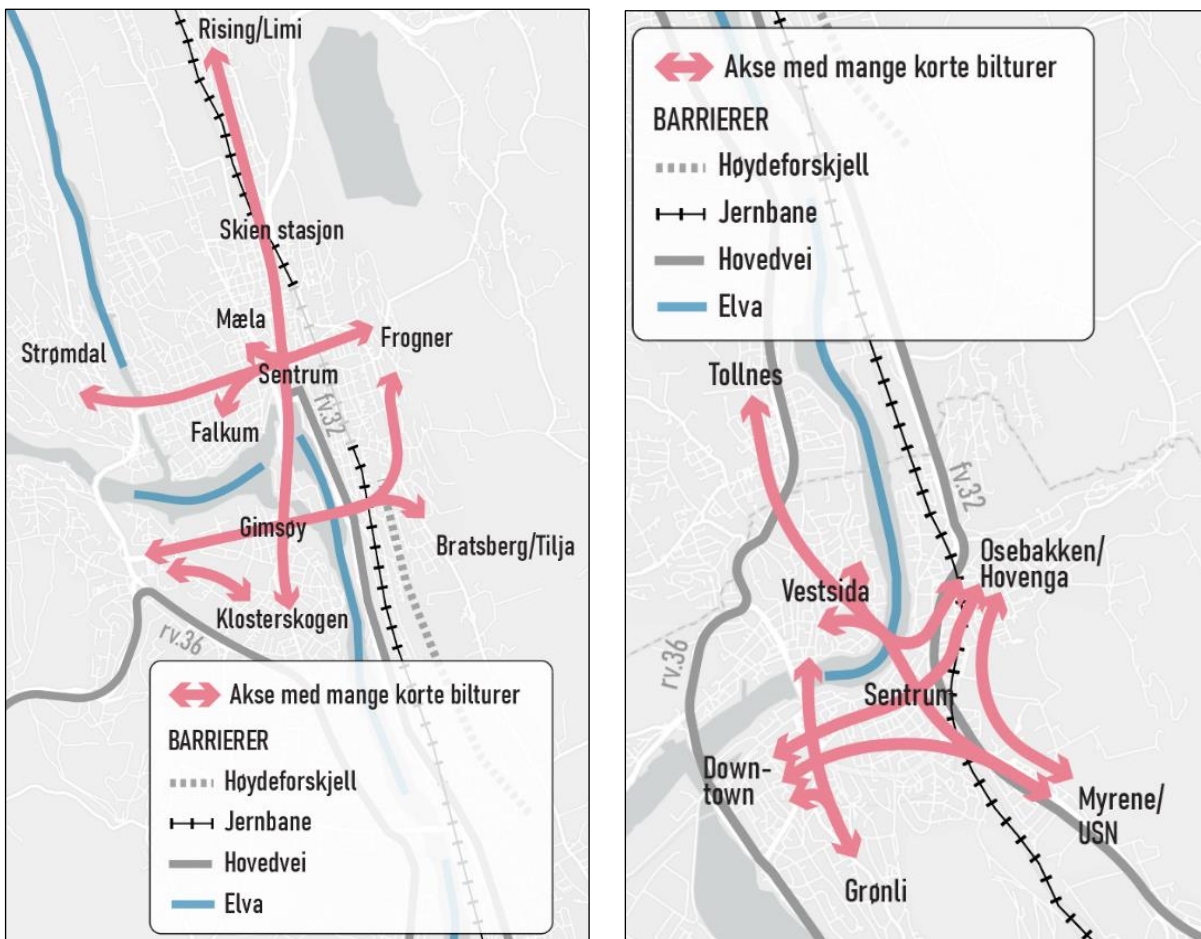 Rising/Limi
Skien stasjon
Mæla
Frogner
Strømdal
Sentrum
Falkum
fv.32
Gimsøy
Bratsberg/Tilja
Klosterskogen
rv.36
Akse med mange korte bilturer
BARRIERER
Høydeforskjell
Jernbane
Hovedvei
Elva
Akse med mange korte bilturer
BARRIERER
Høydeforskjell
Jernbane
Hovedvei
Elva
Tollnes
fv.32
Osebakken/
Hovenga
Vestsida
rv.36
Sentrum
Down-
town
Myrene/
USN
Grønli